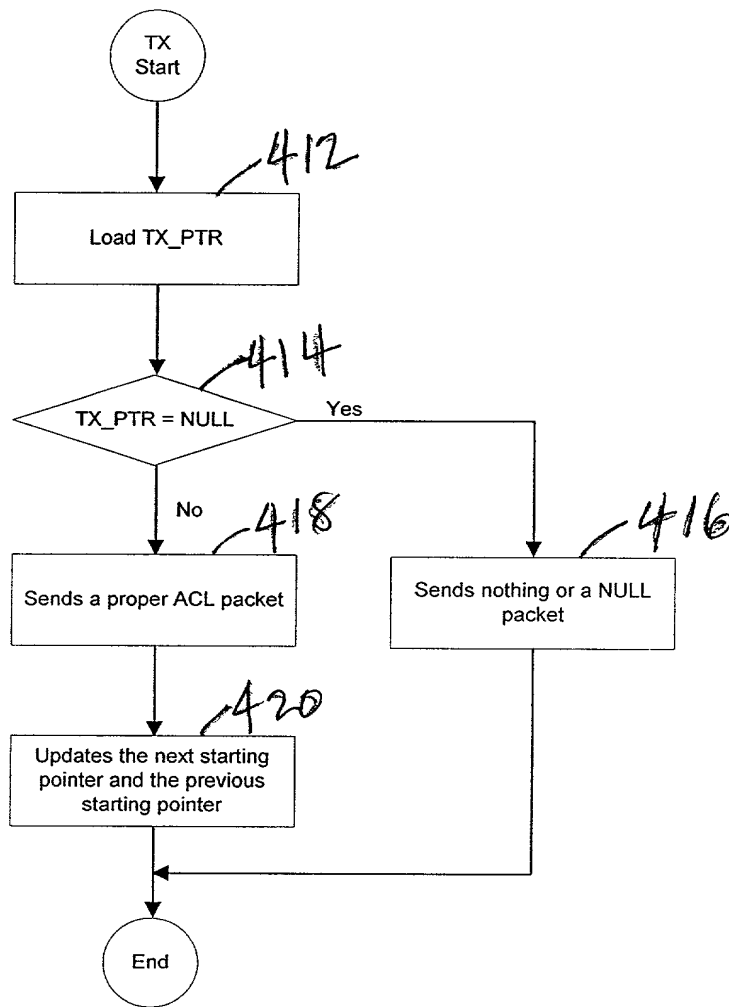 TX
Start
412
Load TX_PTR
414
TX_PTR = NULL
Yes
No
418
416
Sends a proper ACL packet
Sends nothing or a NULL
packet
420
Updates the next starting
pointer and the previous
starting pointer
End